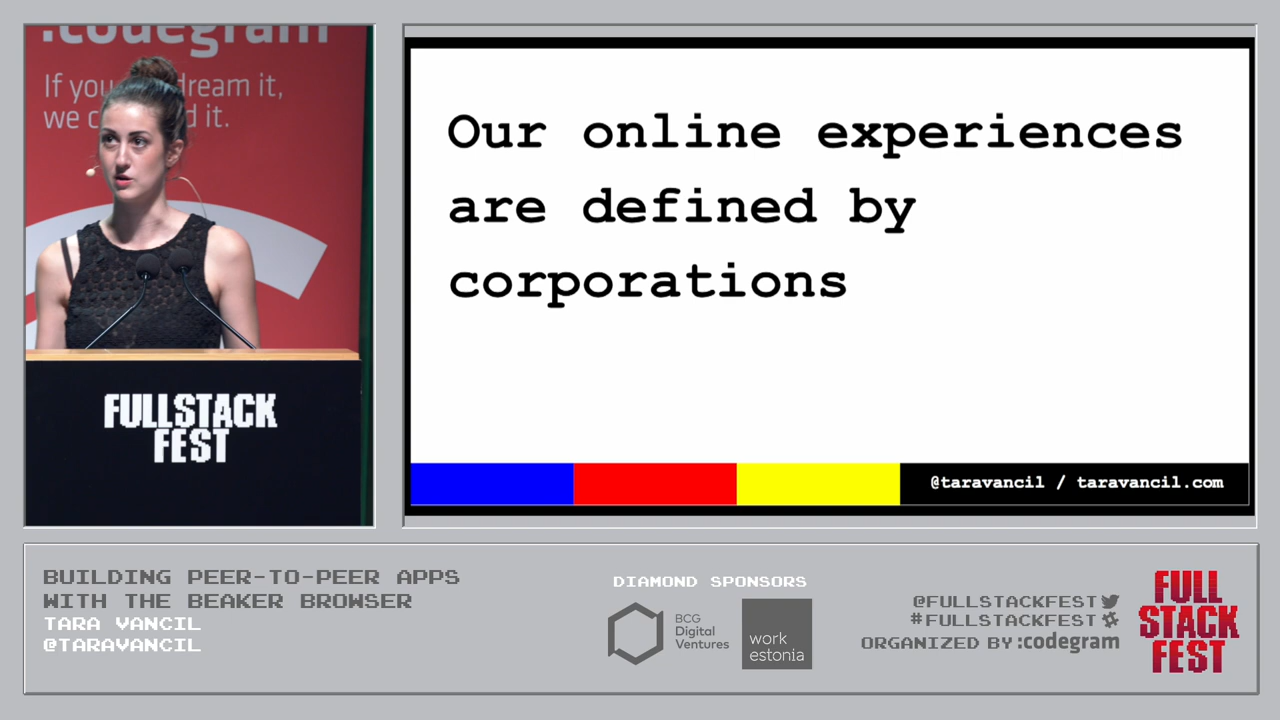 :codegram
If you dream it,
we c d it.
FULLSTACK
FEST
Our online experiences
are defined by
corporations
@taravancil / taravancil.com
BUILDING PEER-TO-PEER APPS
WITH THE BEAKER BROWSER
TARA VANCIL
@TARAVANCIL
DIAMOND SPONSORS
BCG
Digital
Ventures
work
estonia
@FULLSTACKFEST
#FULLSTACKFEST
ORGANIZED BY :codegram
FULL
STACK
FEST